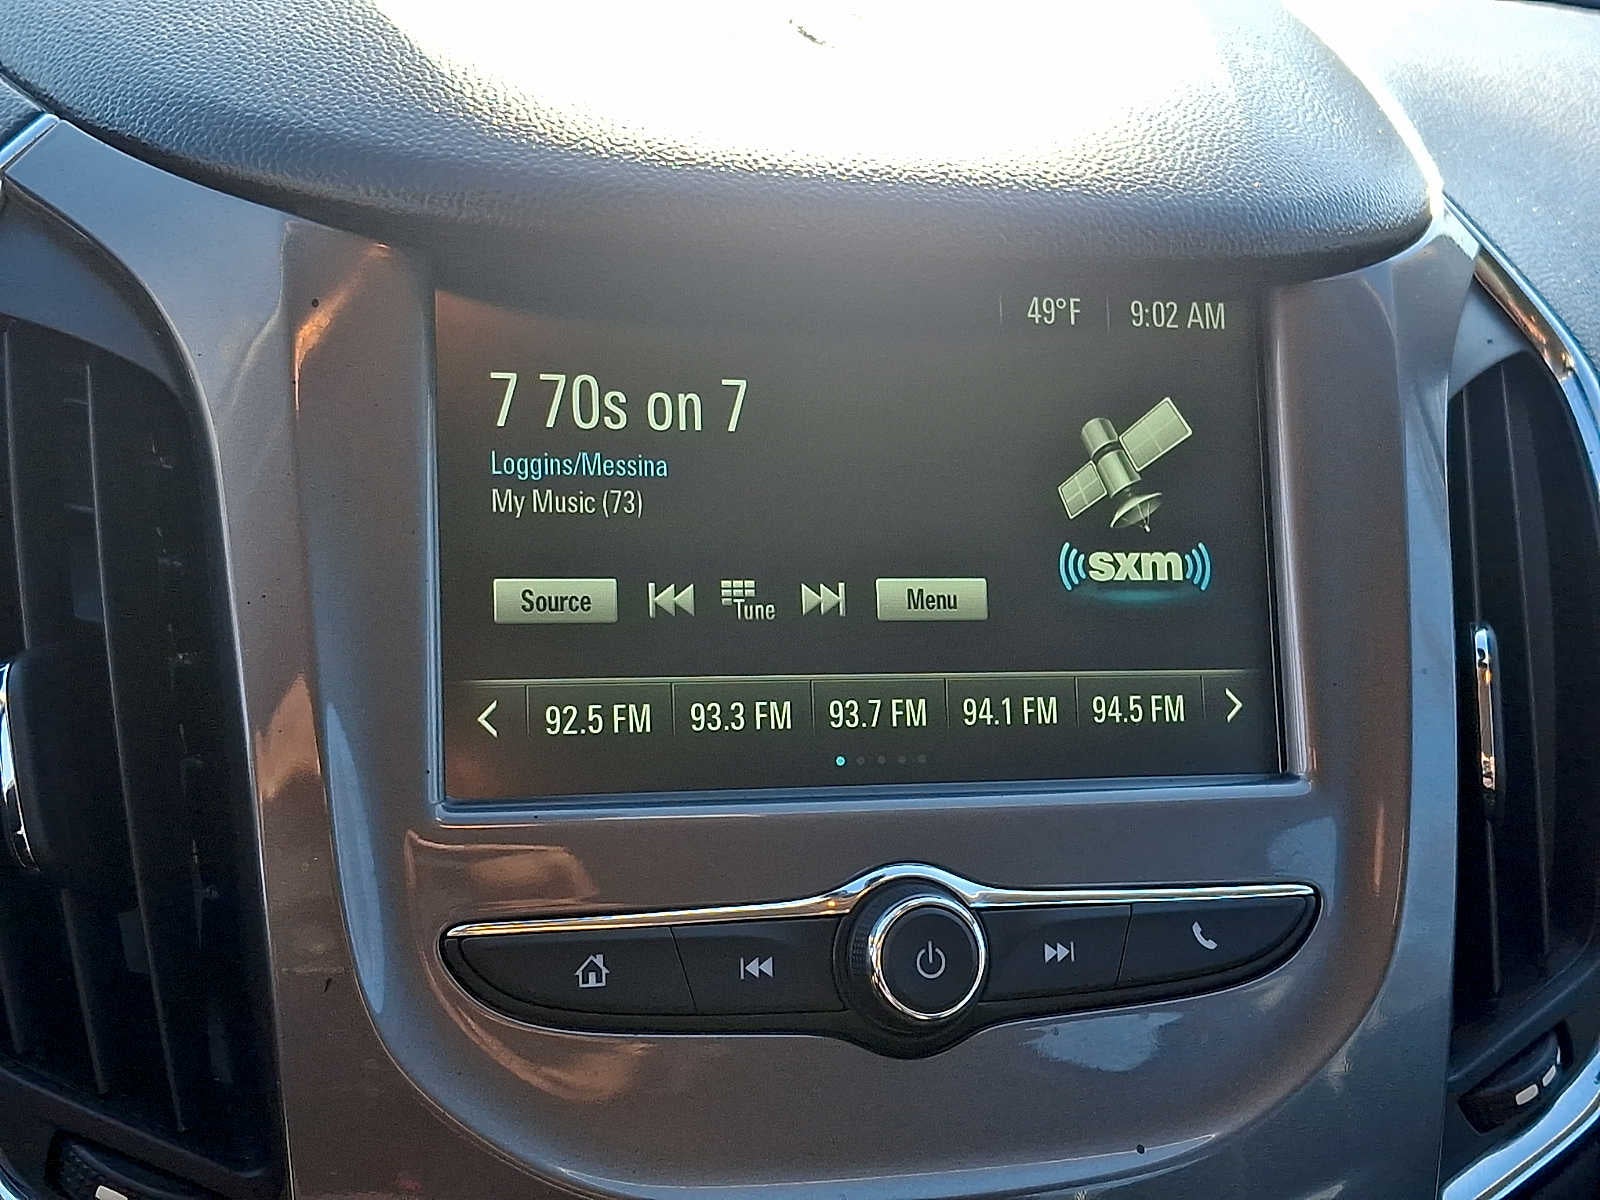 49°F 9:02 AM
7 70s on 7
Loggins/Messina
My Music (73)
sxm
Source Tune Menu
92.5 FM 93.3 FM 93.7 FM 94.1 FM 94.5 FM